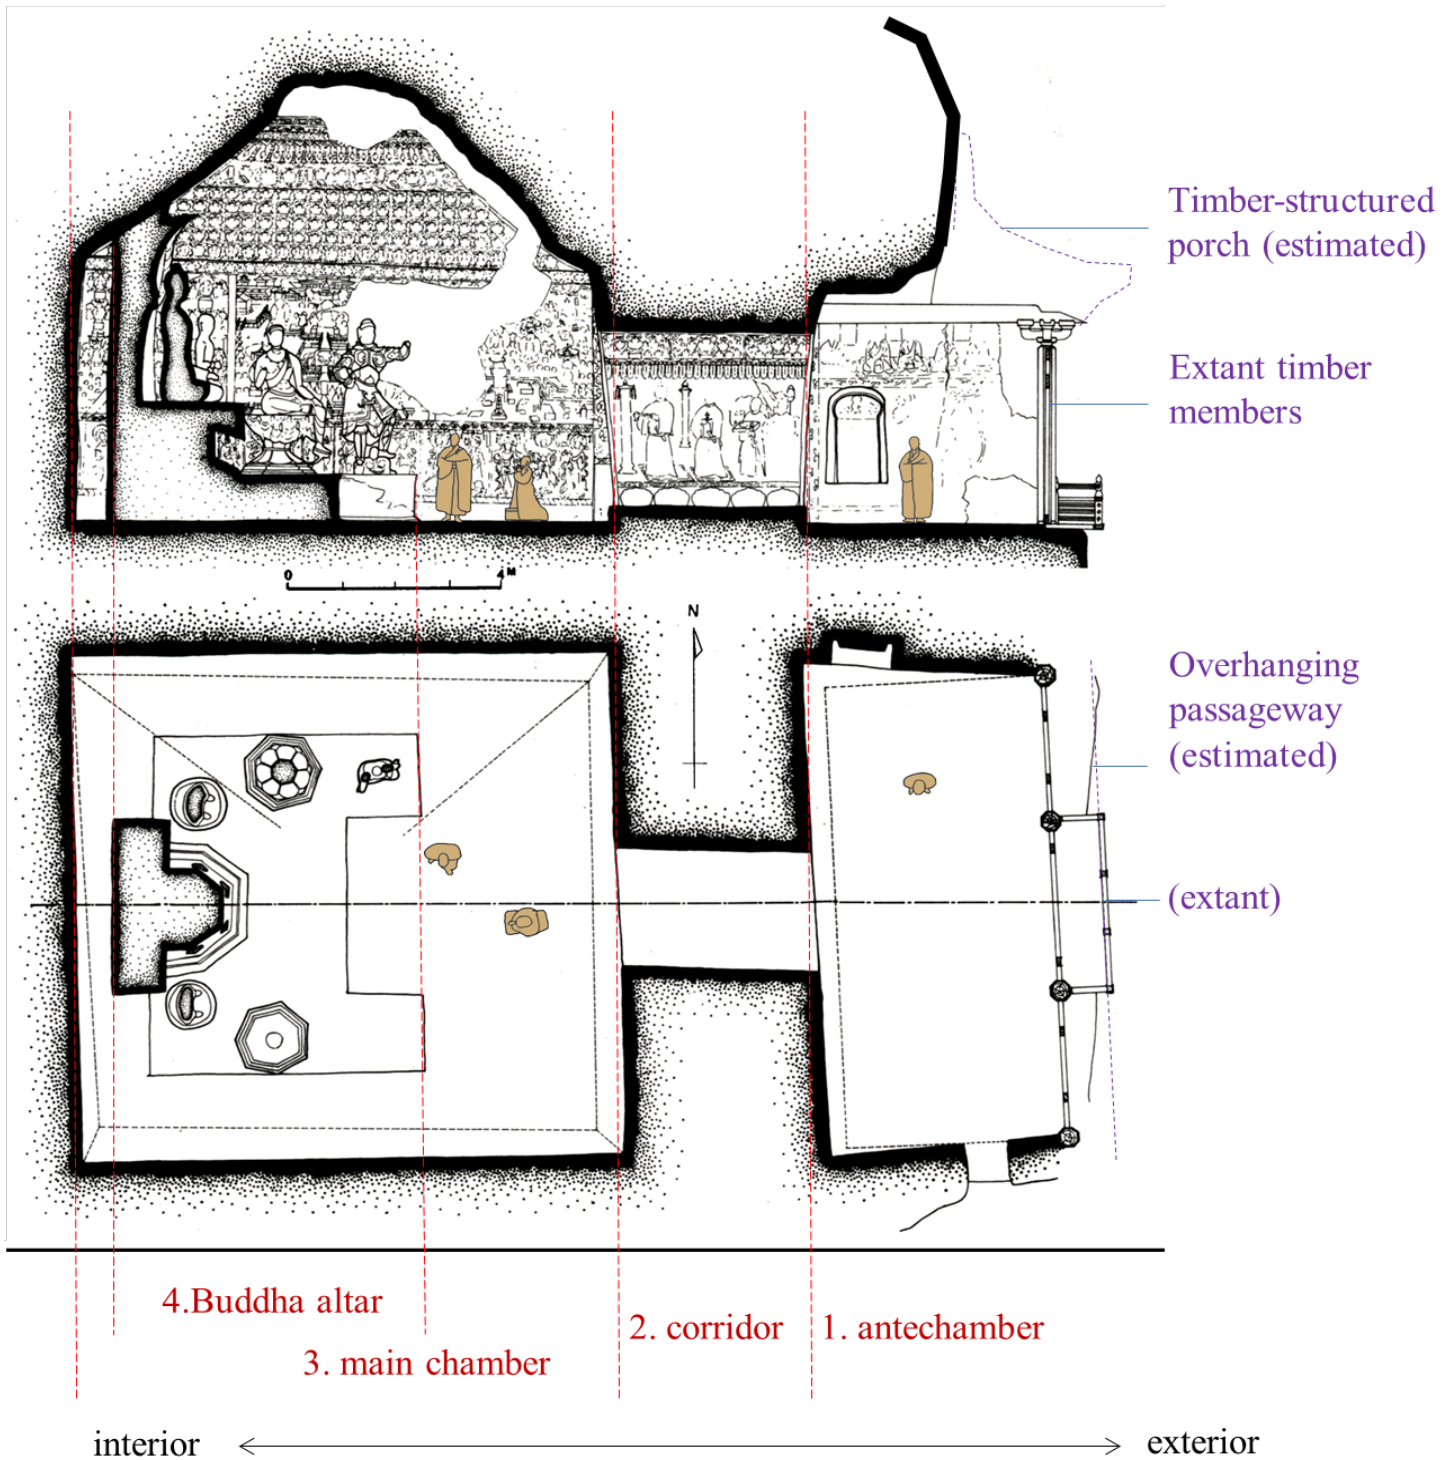 Timber-structured
porch (estimated)
Extant timber
members
0
4 M
N
Overhanging
passageway
(estimated)
(extant)
4.Buddha altar
2. corridor
1. antechamber
3. main chamber
interior
exterior